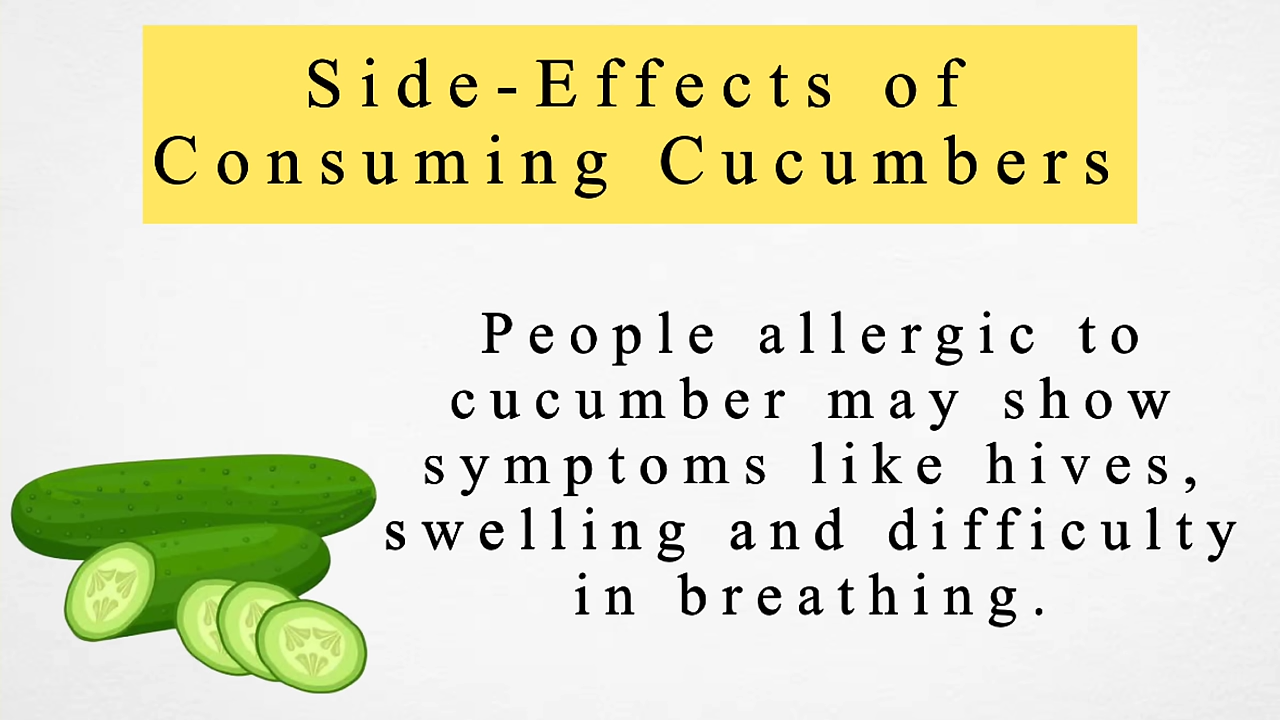 Side-Effects of
Consuming Cucumbers
People allergic to
cucumber may show
symptoms like hives,
swelling and difficulty
in breathing.